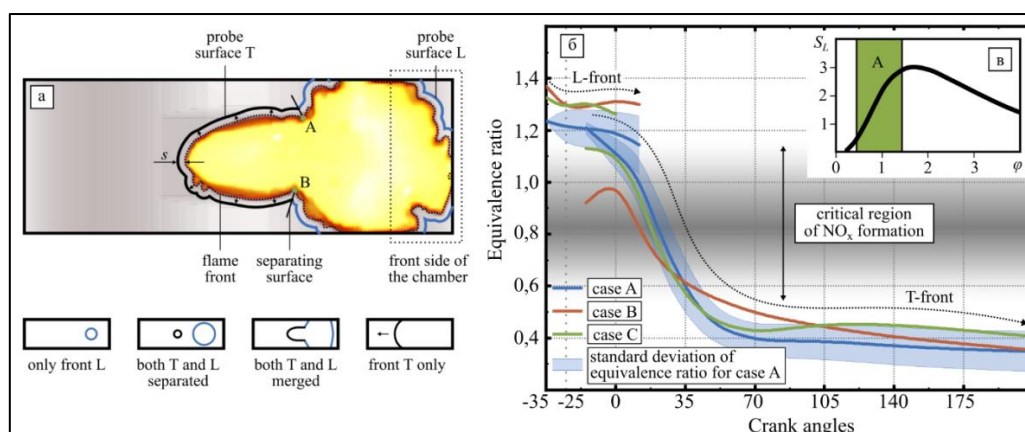 probe
surface T
probe
surface L
а
A
s
B
flame
front
separating
surface
front side of
the chamber
only front L
both T and L
separated
both T and L
merged
front T only
б
Equivalence ratio
1,4
1,2
1,0
0,8
0,6
0,4
L-front
critical region
of NOx formation
T-front
case A
case B
case C
standard deviation of
equivalence ratio for case A
-35 -25 0 35 70 105 140 175
Crank angles
в
SL
A
3
2
1
0 1 2 3 φ